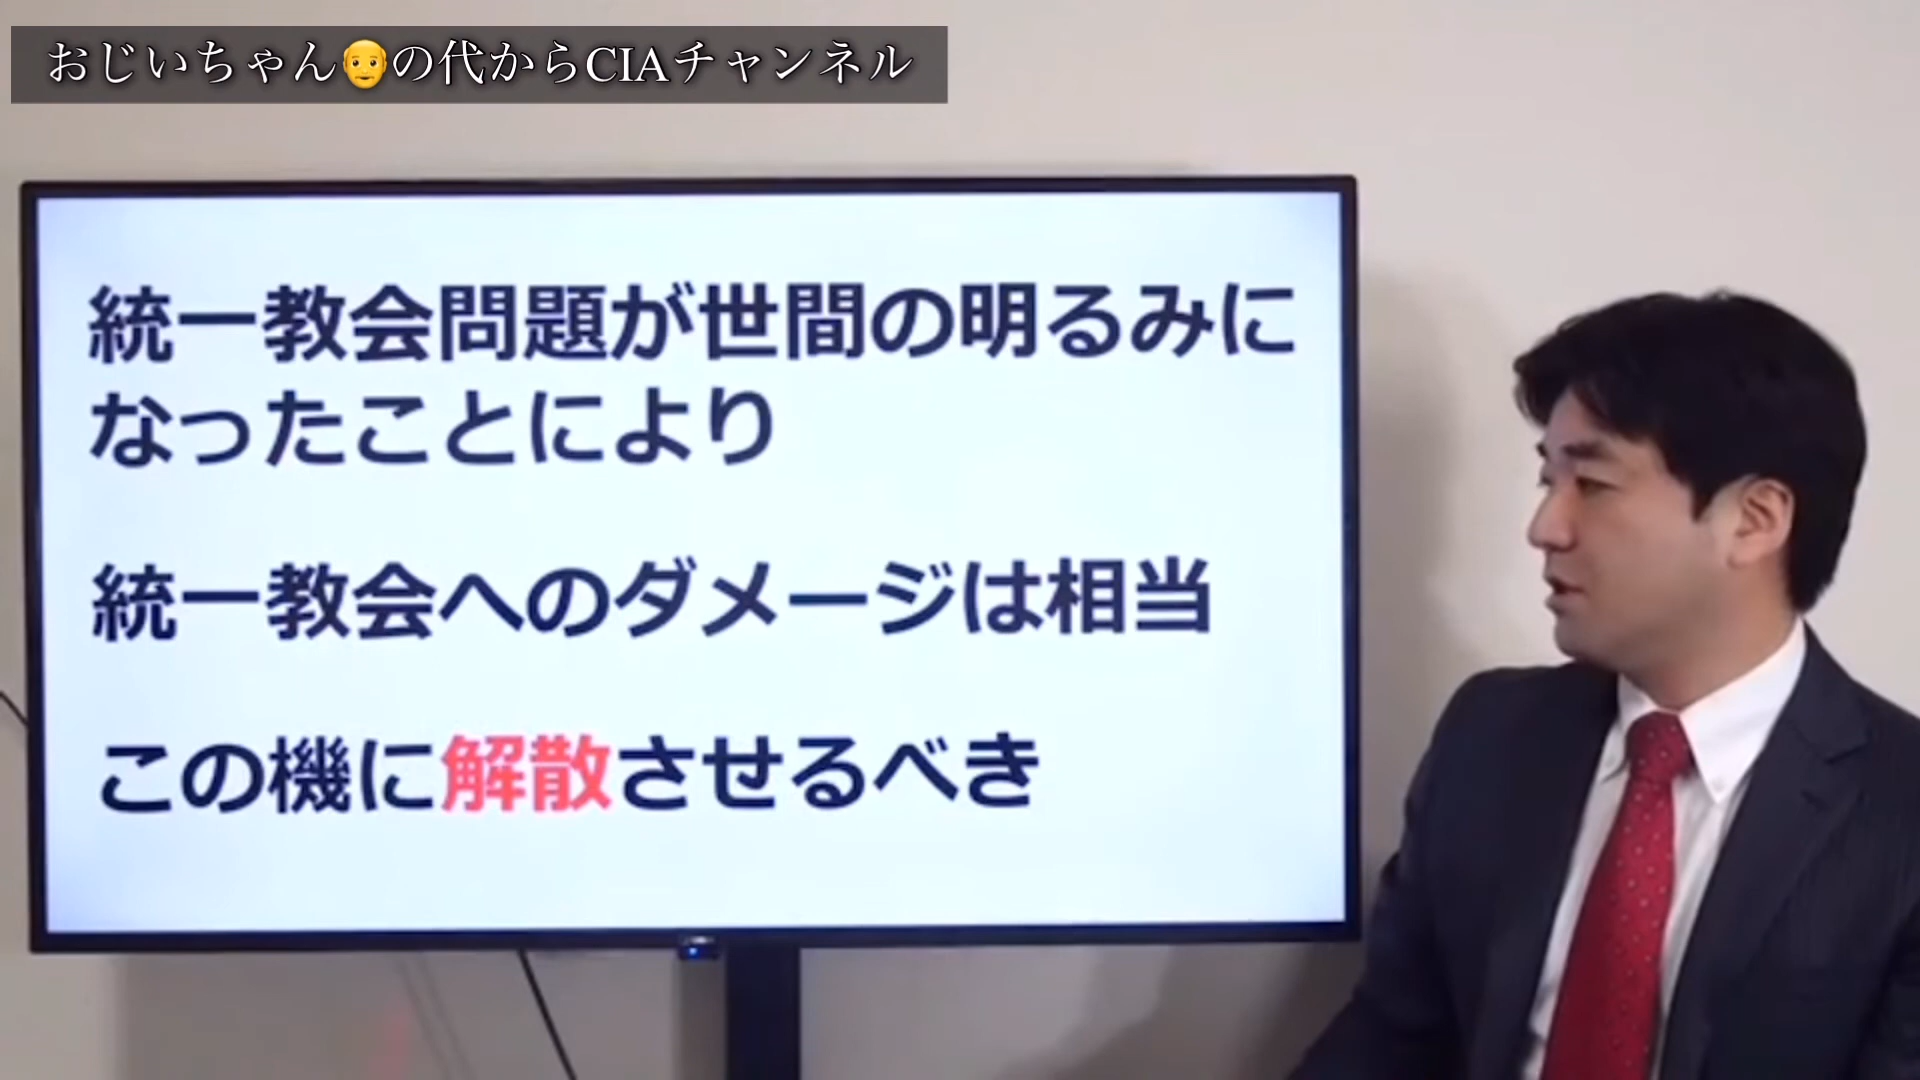 おじいちゃん👴の代からCIAチャンネル
統一教会問題が世間の明るみに
なったことにより
統一教会へのダメージは相当
この機に解散させるべき